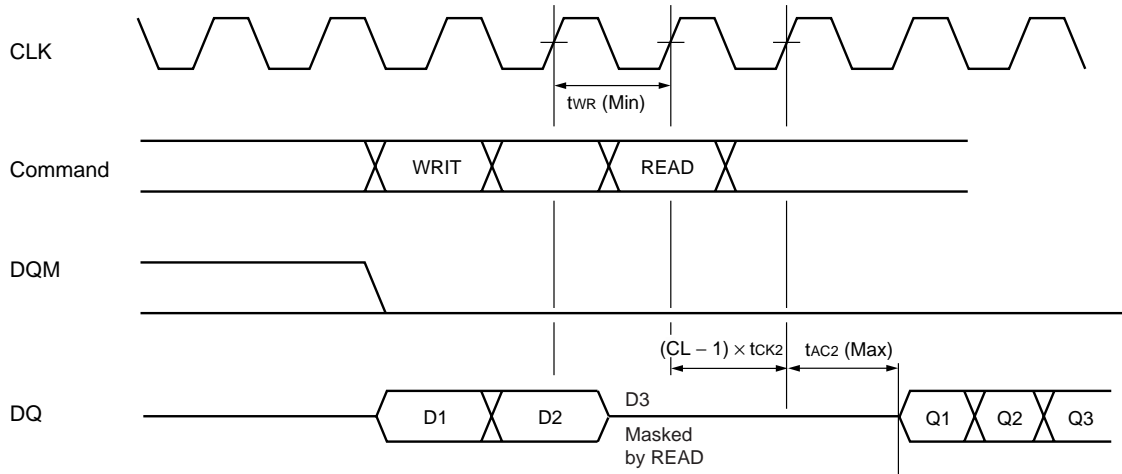 CLK
tWR (Min)
Command
WRIT
READ
DQM
(CL − 1) × tCK2
tAC2 (Max)
DQ
D1
D2
D3
Masked
by READ
Q1
Q2
Q3